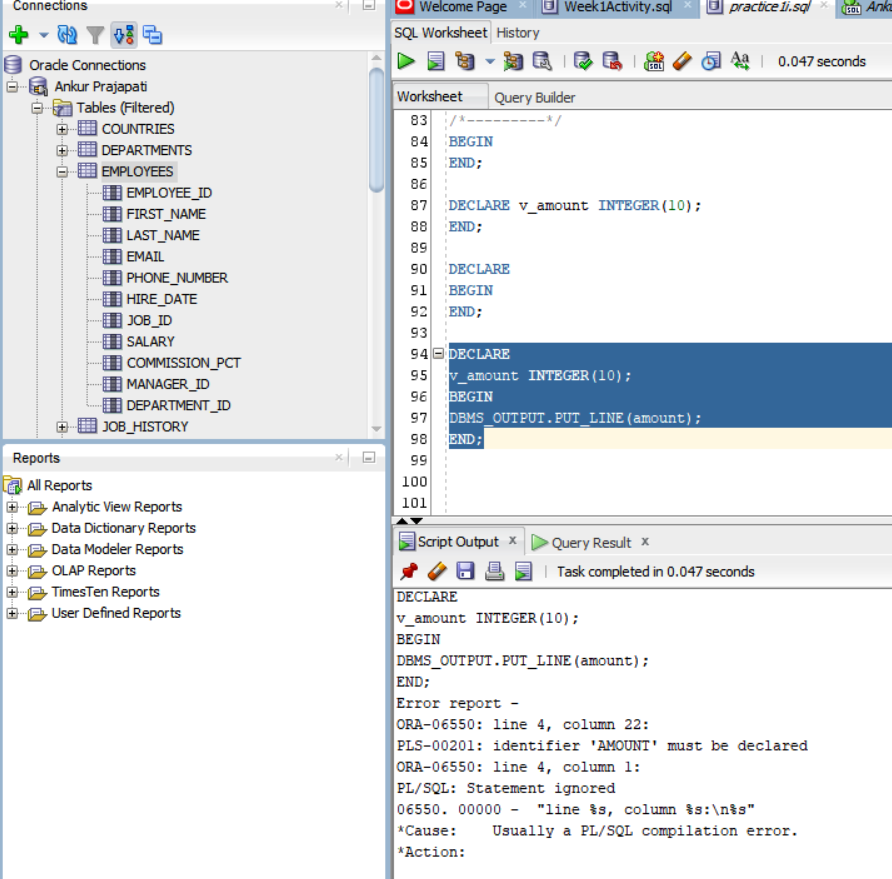 Connections
Oracle Connections
Ankur Prajapati
Tables (Filtered)
COUNTRIES
DEPARTMENTS
EMPLOYEES
EMPLOYEE_ID
FIRST_NAME
LAST_NAME
EMAIL
PHONE_NUMBER
HIRE_DATE
JOB_ID
SALARY
COMMISSION_PCT
MANAGER_ID
DEPARTMENT_ID
JOB_HISTORY
Reports
All Reports
Analytic View Reports
Data Dictionary Reports
Data Modeler Reports
OLAP Reports
TimesTen Reports
User Defined Reports
Welcome Page Week1Activity.sql practice1i.sql
SQL Worksheet History
SQL Aa 0.047 seconds
Worksheet Query Builder
83 /*---------*/
84 BEGIN
85 END;
86
87 DECLARE v_amount INTEGER(10);
88 END;
89
90 DECLARE
91 BEGIN
92 END;
93
94 DECLARE
95 v_amount INTEGER(10);
96 BEGIN
97 DBMS_OUTPUT.PUT_LINE(amount);
98 END;
99
100
101
Script Output x Query Result x
Task completed in 0.047 seconds
DECLARE
v_amount INTEGER(10);
BEGIN
DBMS_OUTPUT.PUT_LINE(amount);
END;
Error report -
ORA-06550: line 4, column 22:
PLS-00201: identifier 'AMOUNT' must be declared
ORA-06550: line 4, column 1:
PL/SQL: Statement ignored
06550. 00000 -  "line %s, column %s:\n%s"
*Cause:    Usually a PL/SQL compilation error.
*Action: